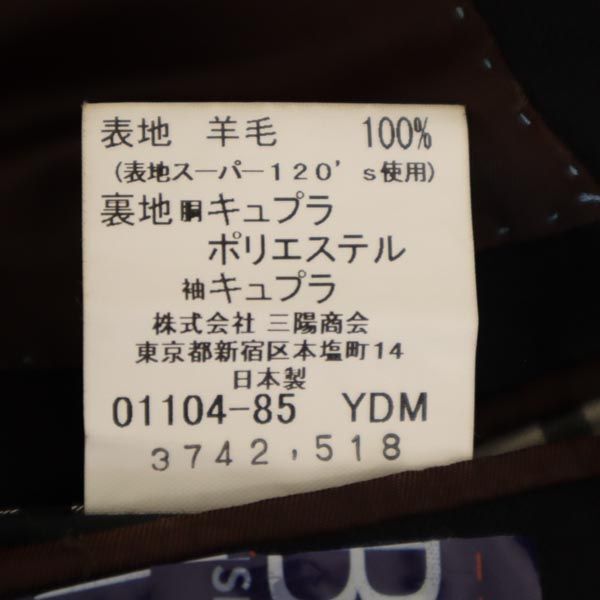 表地 羊毛 100%
(表地スーパー120's使用)
裏地胴キュプラ
ポリエステル
袖キュプラ
株式会社 三陽商会
東京都新宿区本塩町14
日本製
01104-85 YDM
3742,518
B